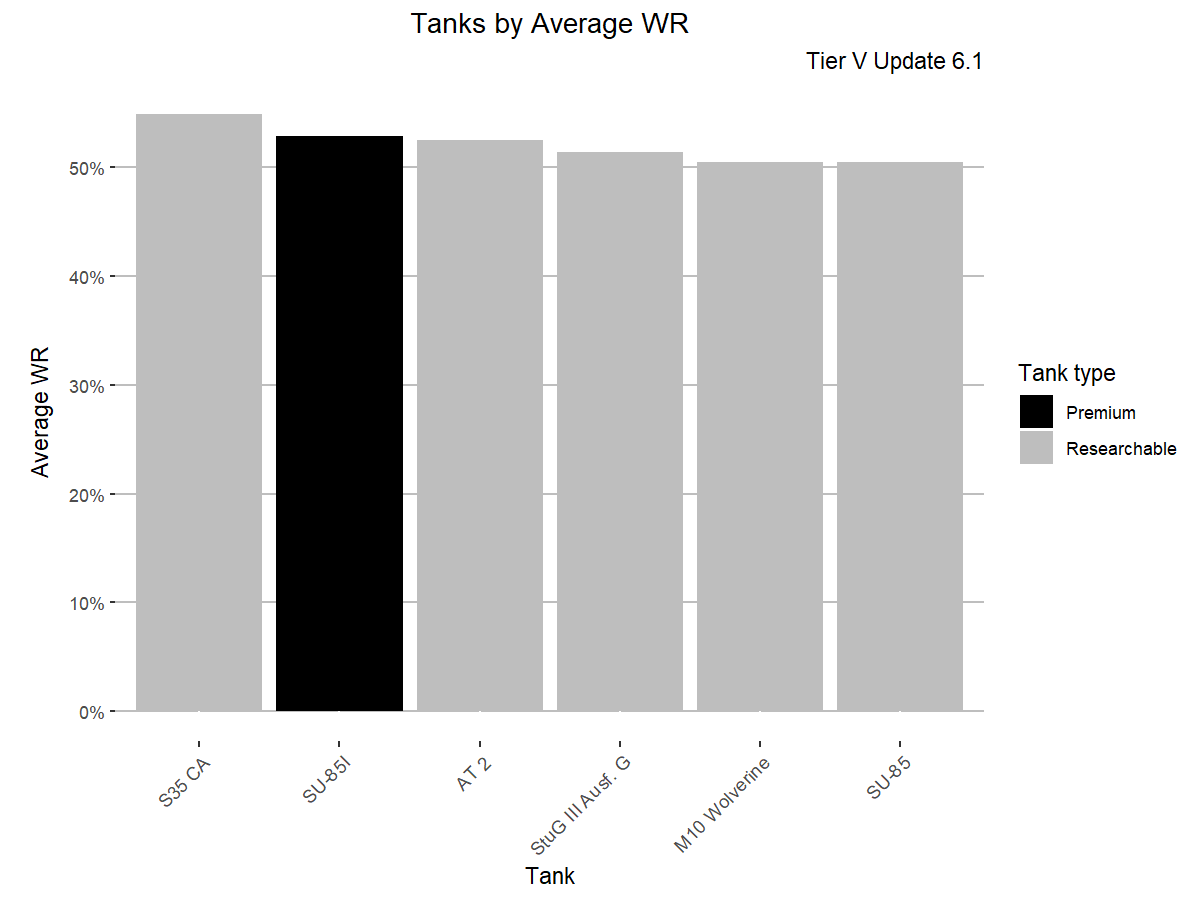 Tanks by Average WR
Tier V Update 6.1
Average WR
50%
40%
30%
20%
10%
0%
S35 CA
SU-85I
AT 2
StuG III Ausf. G
M10 Wolverine
SU-85
Tank
Tank type
Premium
Researchable